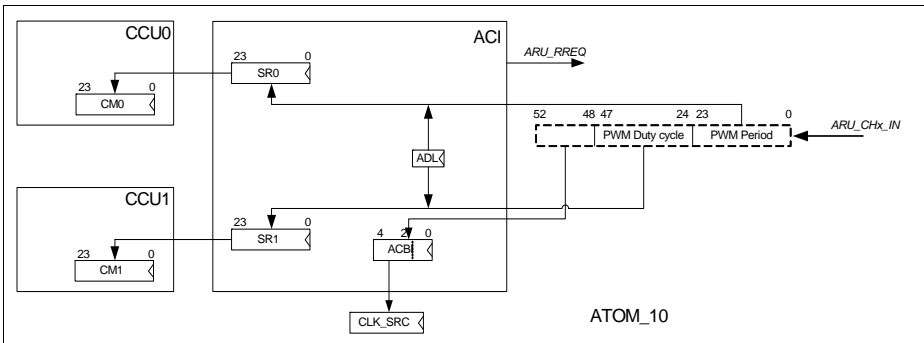 CCU0
ACI
ARU_RREQ
23 0
SR0
23 0
CM0
52 48 47 24 23 0
PWM Duty cycle PWM Period
ARU_CHx_IN
ADL
CCU1
23 0
SR1
4 2 0
ACBI
23 0
CM1
CLK_SRC
ATOM_10